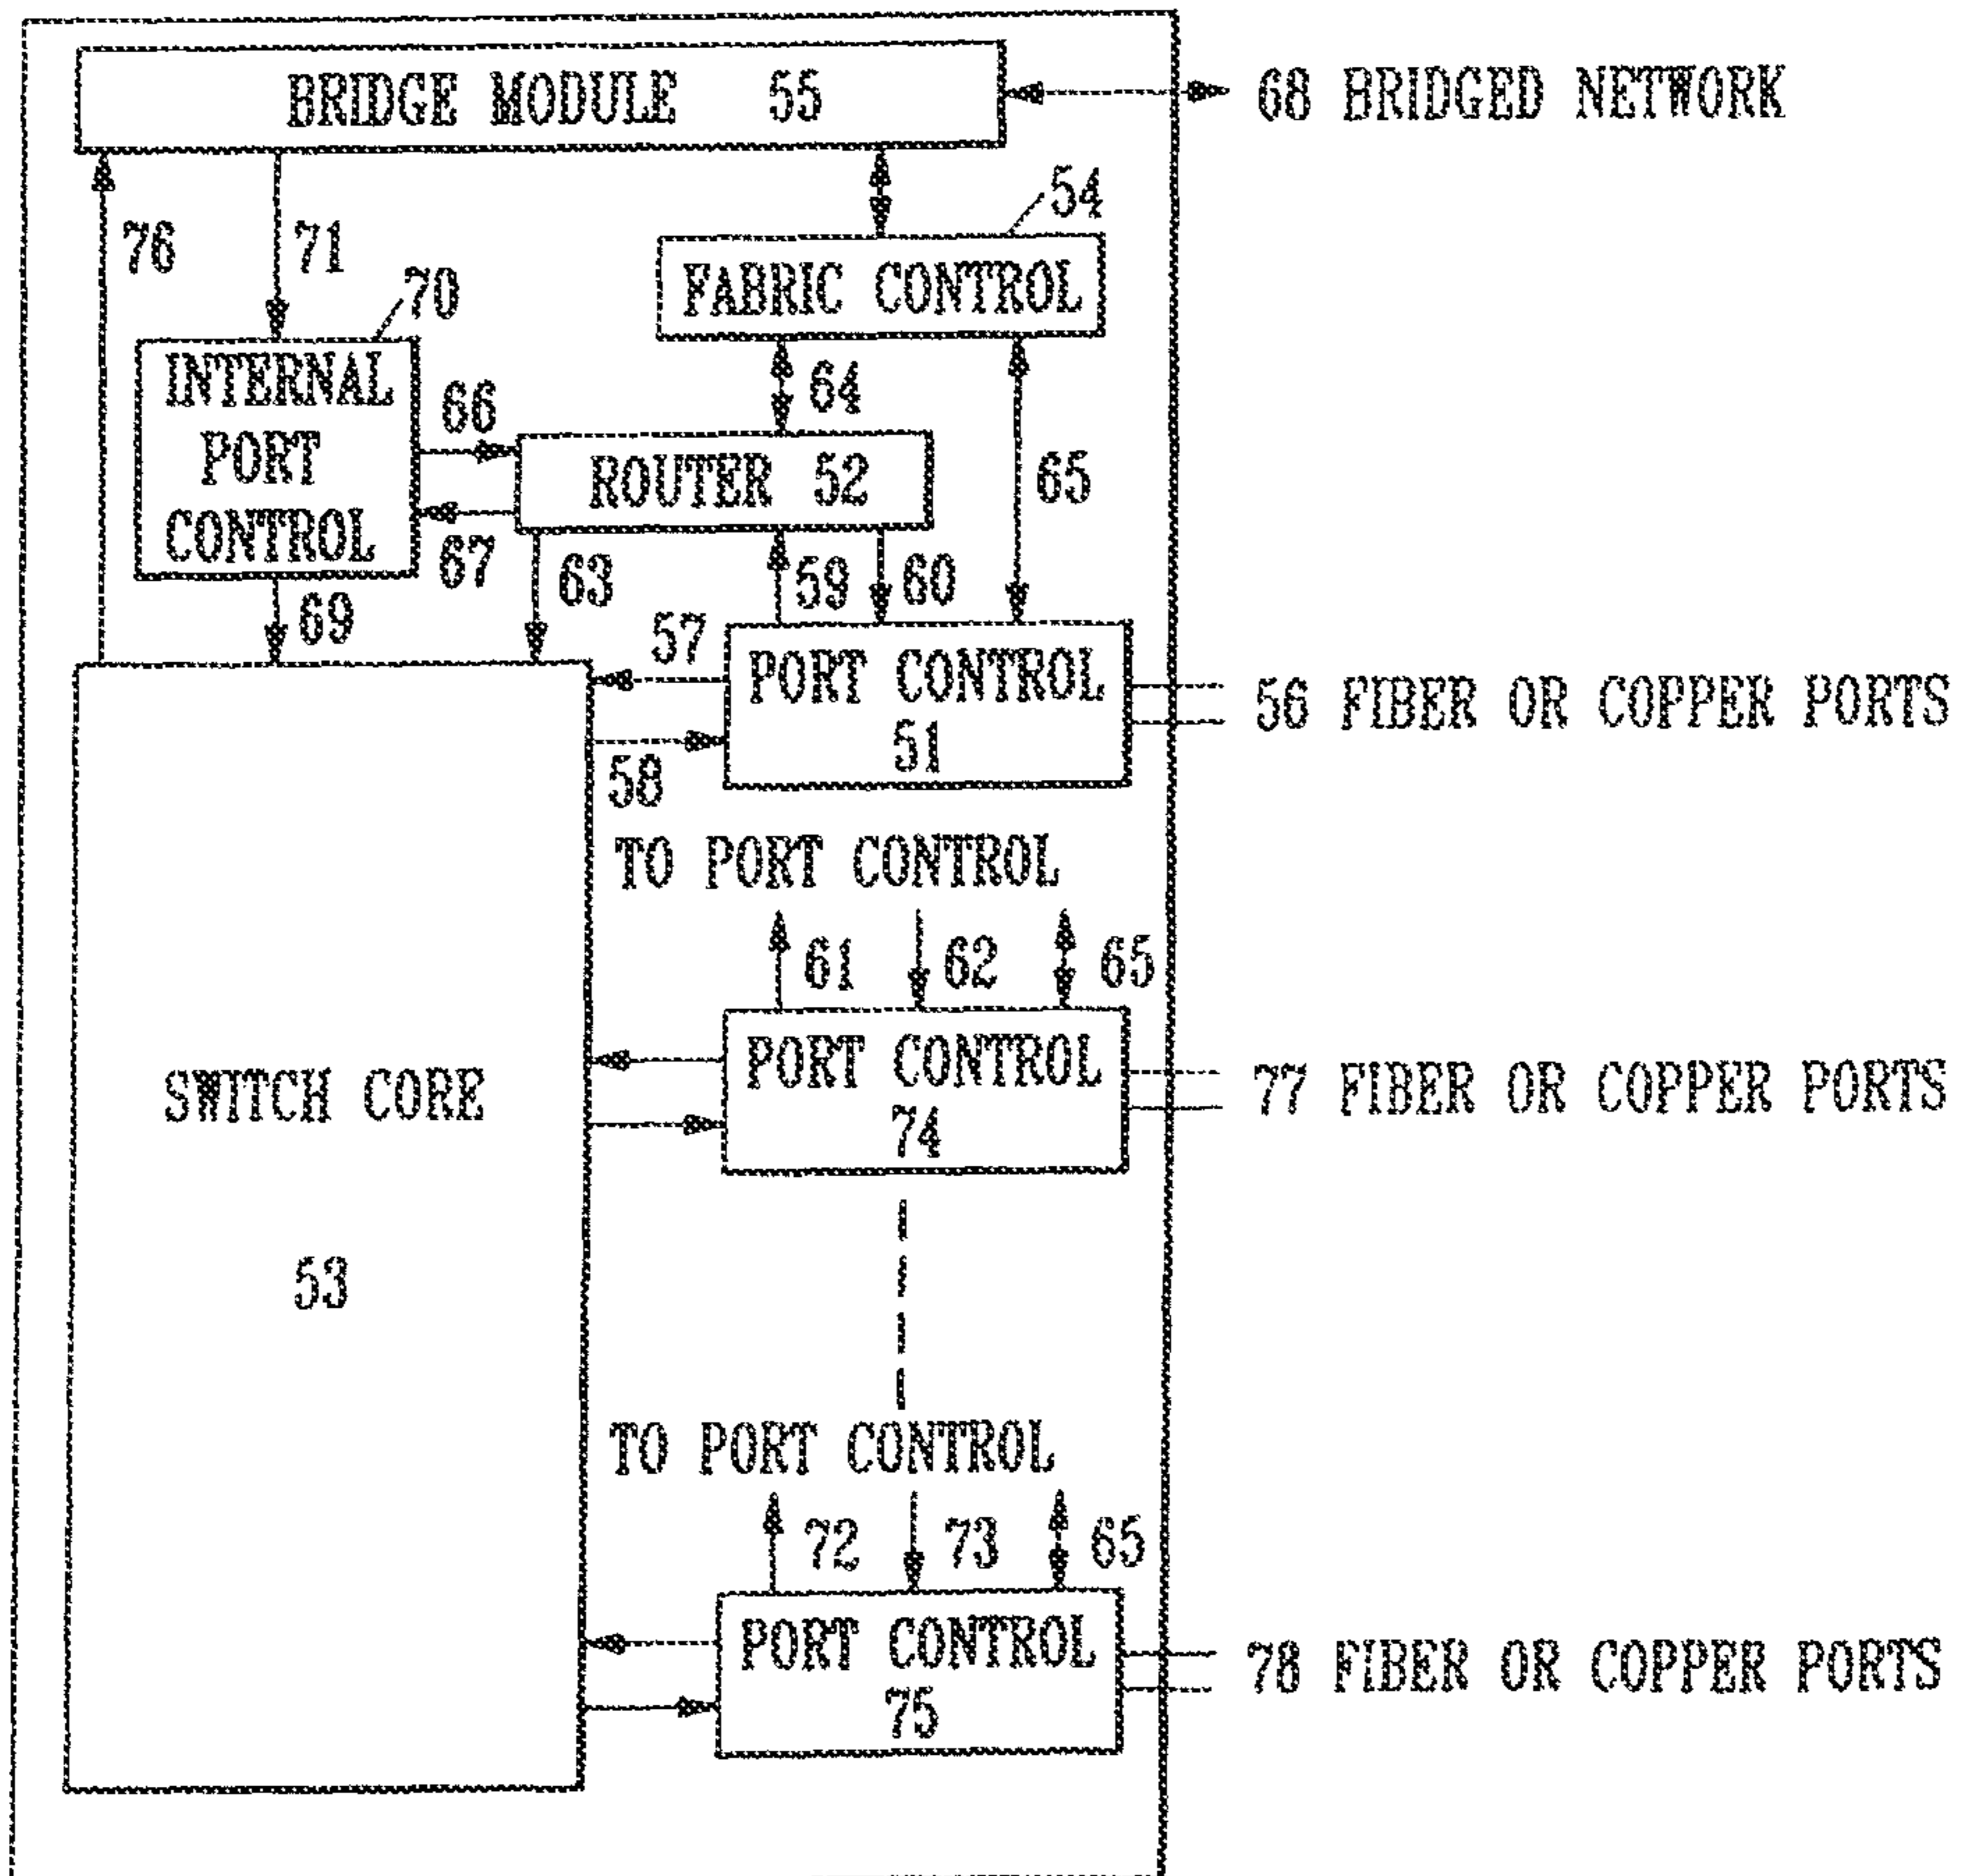 BRIDGE MODULE 55
68 BRIDGED NETWORK
54
76
71
70
FABRIC CONTROL
INTERNAL
PORT
CONTROL
66
64
ROUTER 52
65
67
63
59
60
69
57
PORT CONTROL
51
56 FIBER OR COPPER PORTS
58
TO PORT CONTROL
61
62
65
PORT CONTROL
74
77 FIBER OR COPPER PORTS
SWITCH CORE
53
TO PORT CONTROL
72
73
65
PORT CONTROL
75
78 FIBER OR COPPER PORTS